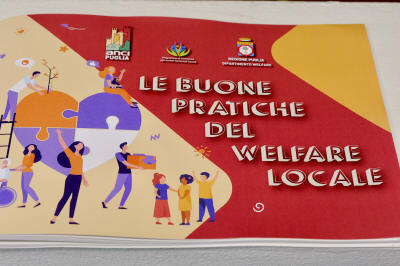 anci
PUGLIA
REGIONE PUGLIA
DIPARTIMENTO WELFARE
LE BUONE
PRATICHE
DEL
WELFARE
LOCALE